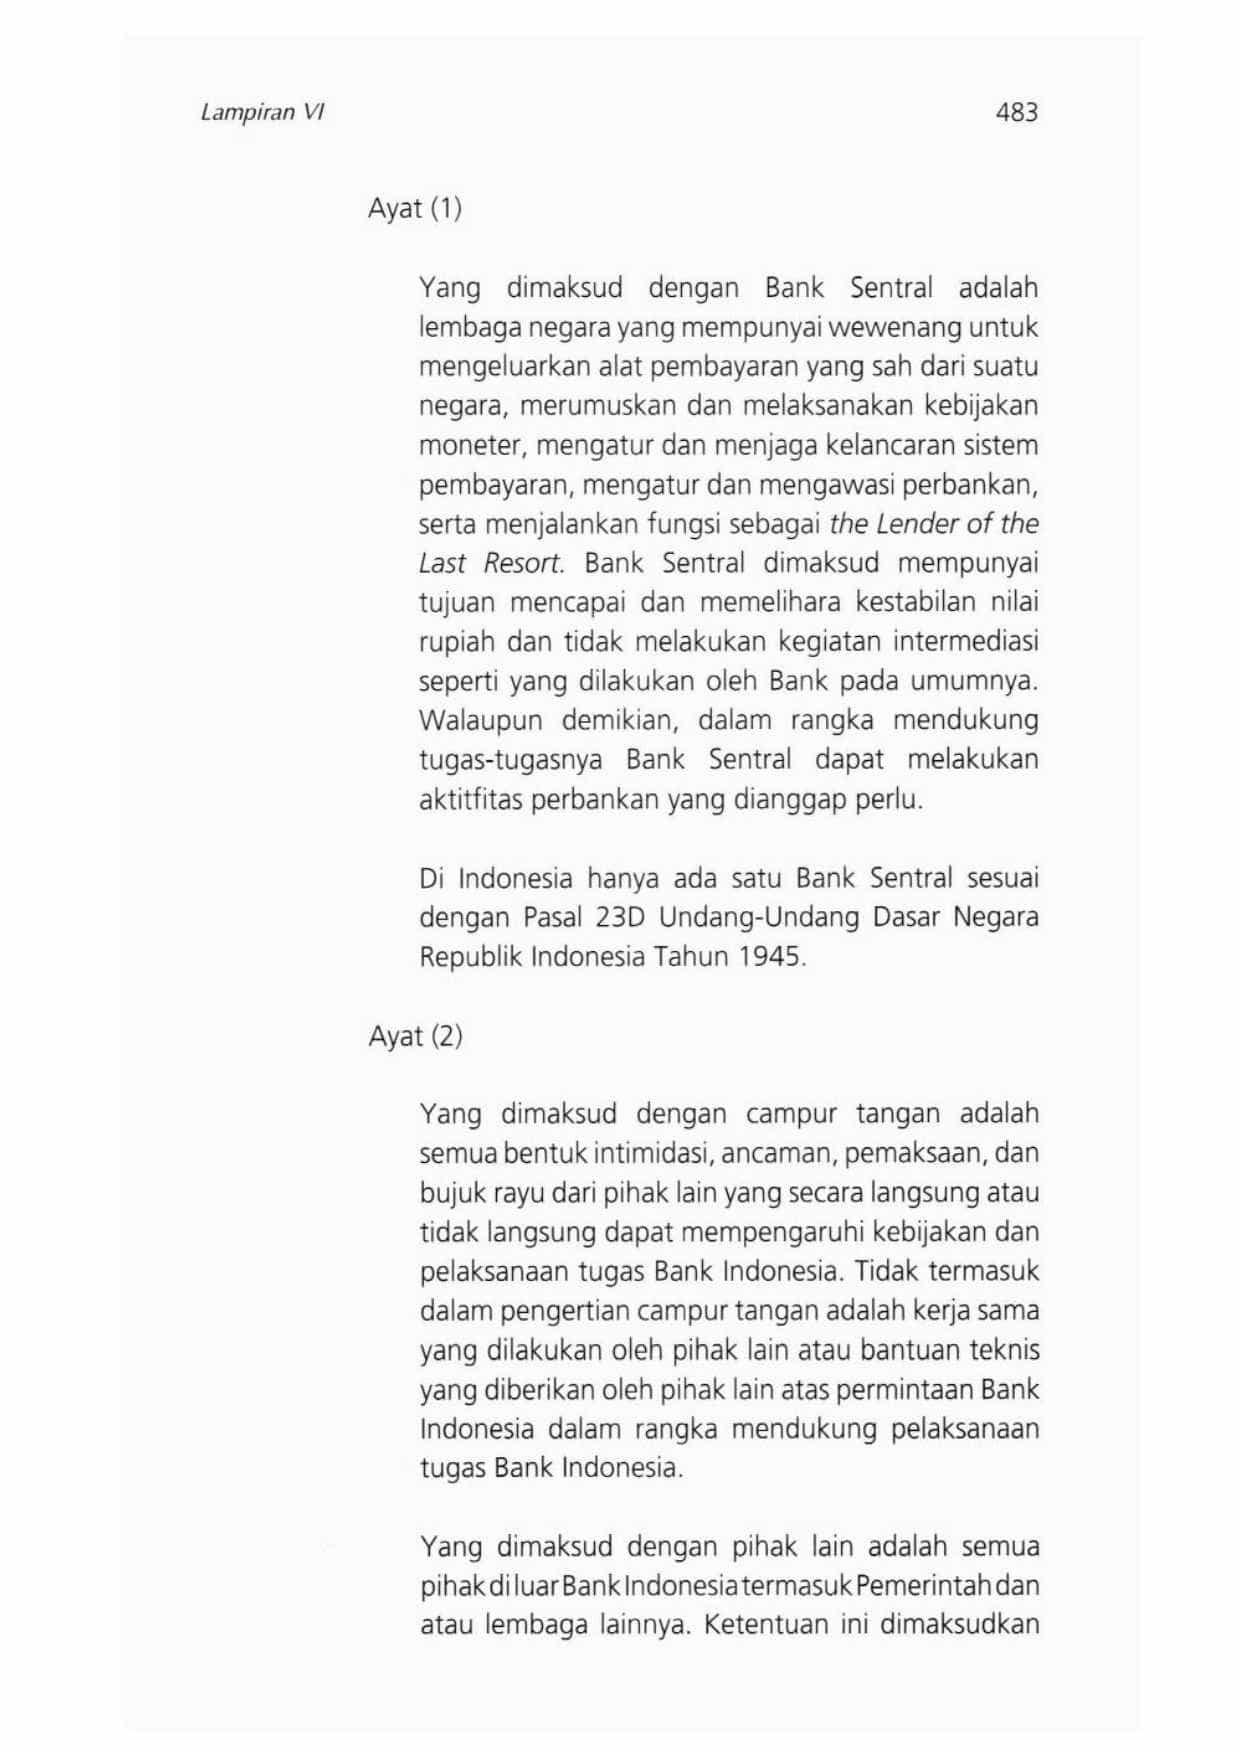 Lampiran VI
483
Ayat (1)
Yang dimaksud dengan Bank Sentral adalah
lembaga negara yang mempunyai wewenang untuk
mengeluarkan alat pembayaran yang sah dari suatu
negara, merumuskan dan melaksanakan kebijakan
moneter, mengatur dan menjaga kelancaran sistem
pembayaran, mengatur dan mengawasi perbankan,
serta menjalankan fungsi sebagai the Lender of the
Last Resort. Bank Sentral dimaksud mempunyai
tujuan mencapai dan memelihara kestabilan nilai
rupiah dan tidak melakukan kegiatan intermediasi
seperti yang dilakukan oleh Bank pada umumnya.
Walaupun demikian, dalam rangka mendukung
tugas-tugasnya Bank Sentral dapat melakukan
aktitfitas perbankan yang dianggap perlu.
Di Indonesia hanya ada satu Bank Sentral sesuai
dengan Pasal 23D Undang-Undang Dasar Negara
Republik Indonesia Tahun 1945.
Ayat (2)
Yang dimaksud dengan campur tangan adalah
semua bentuk intimidasi, ancaman, pemaksaan, dan
bujuk rayu dari pihak lain yang secara langsung atau
tidak langsung dapat mempengaruhi kebijakan dan
pelaksanaan tugas Bank Indonesia. Tidak termasuk
dalam pengertian campur tangan adalah kerja sama
yang dilakukan oleh pihak lain atau bantuan teknis
yang diberikan oleh pihak lain atas permintaan Bank
Indonesia dalam rangka mendukung pelaksanaan
tugas Bank Indonesia.
Yang dimaksud dengan pihak lain adalah semua
pihak di luar Bank Indonesia termasuk Pemerintah dan
atau lembaga lainnya. Ketentuan ini dimaksudkan